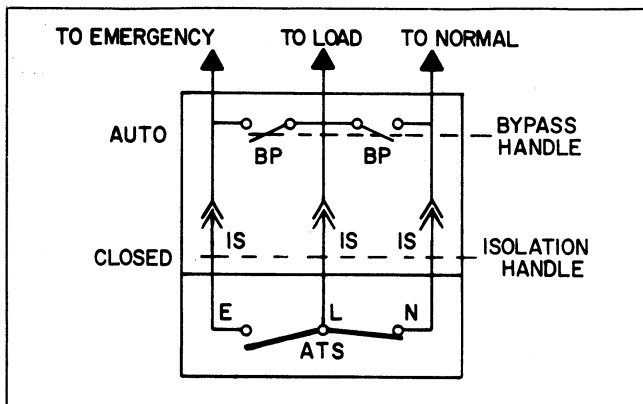 TO EMERGENCY TO LOAD TO NORMAL
AUTO BP BP BYPASS HANDLE
CLOSED IS IS IS ISOLATION HANDLE
E L N
ATS